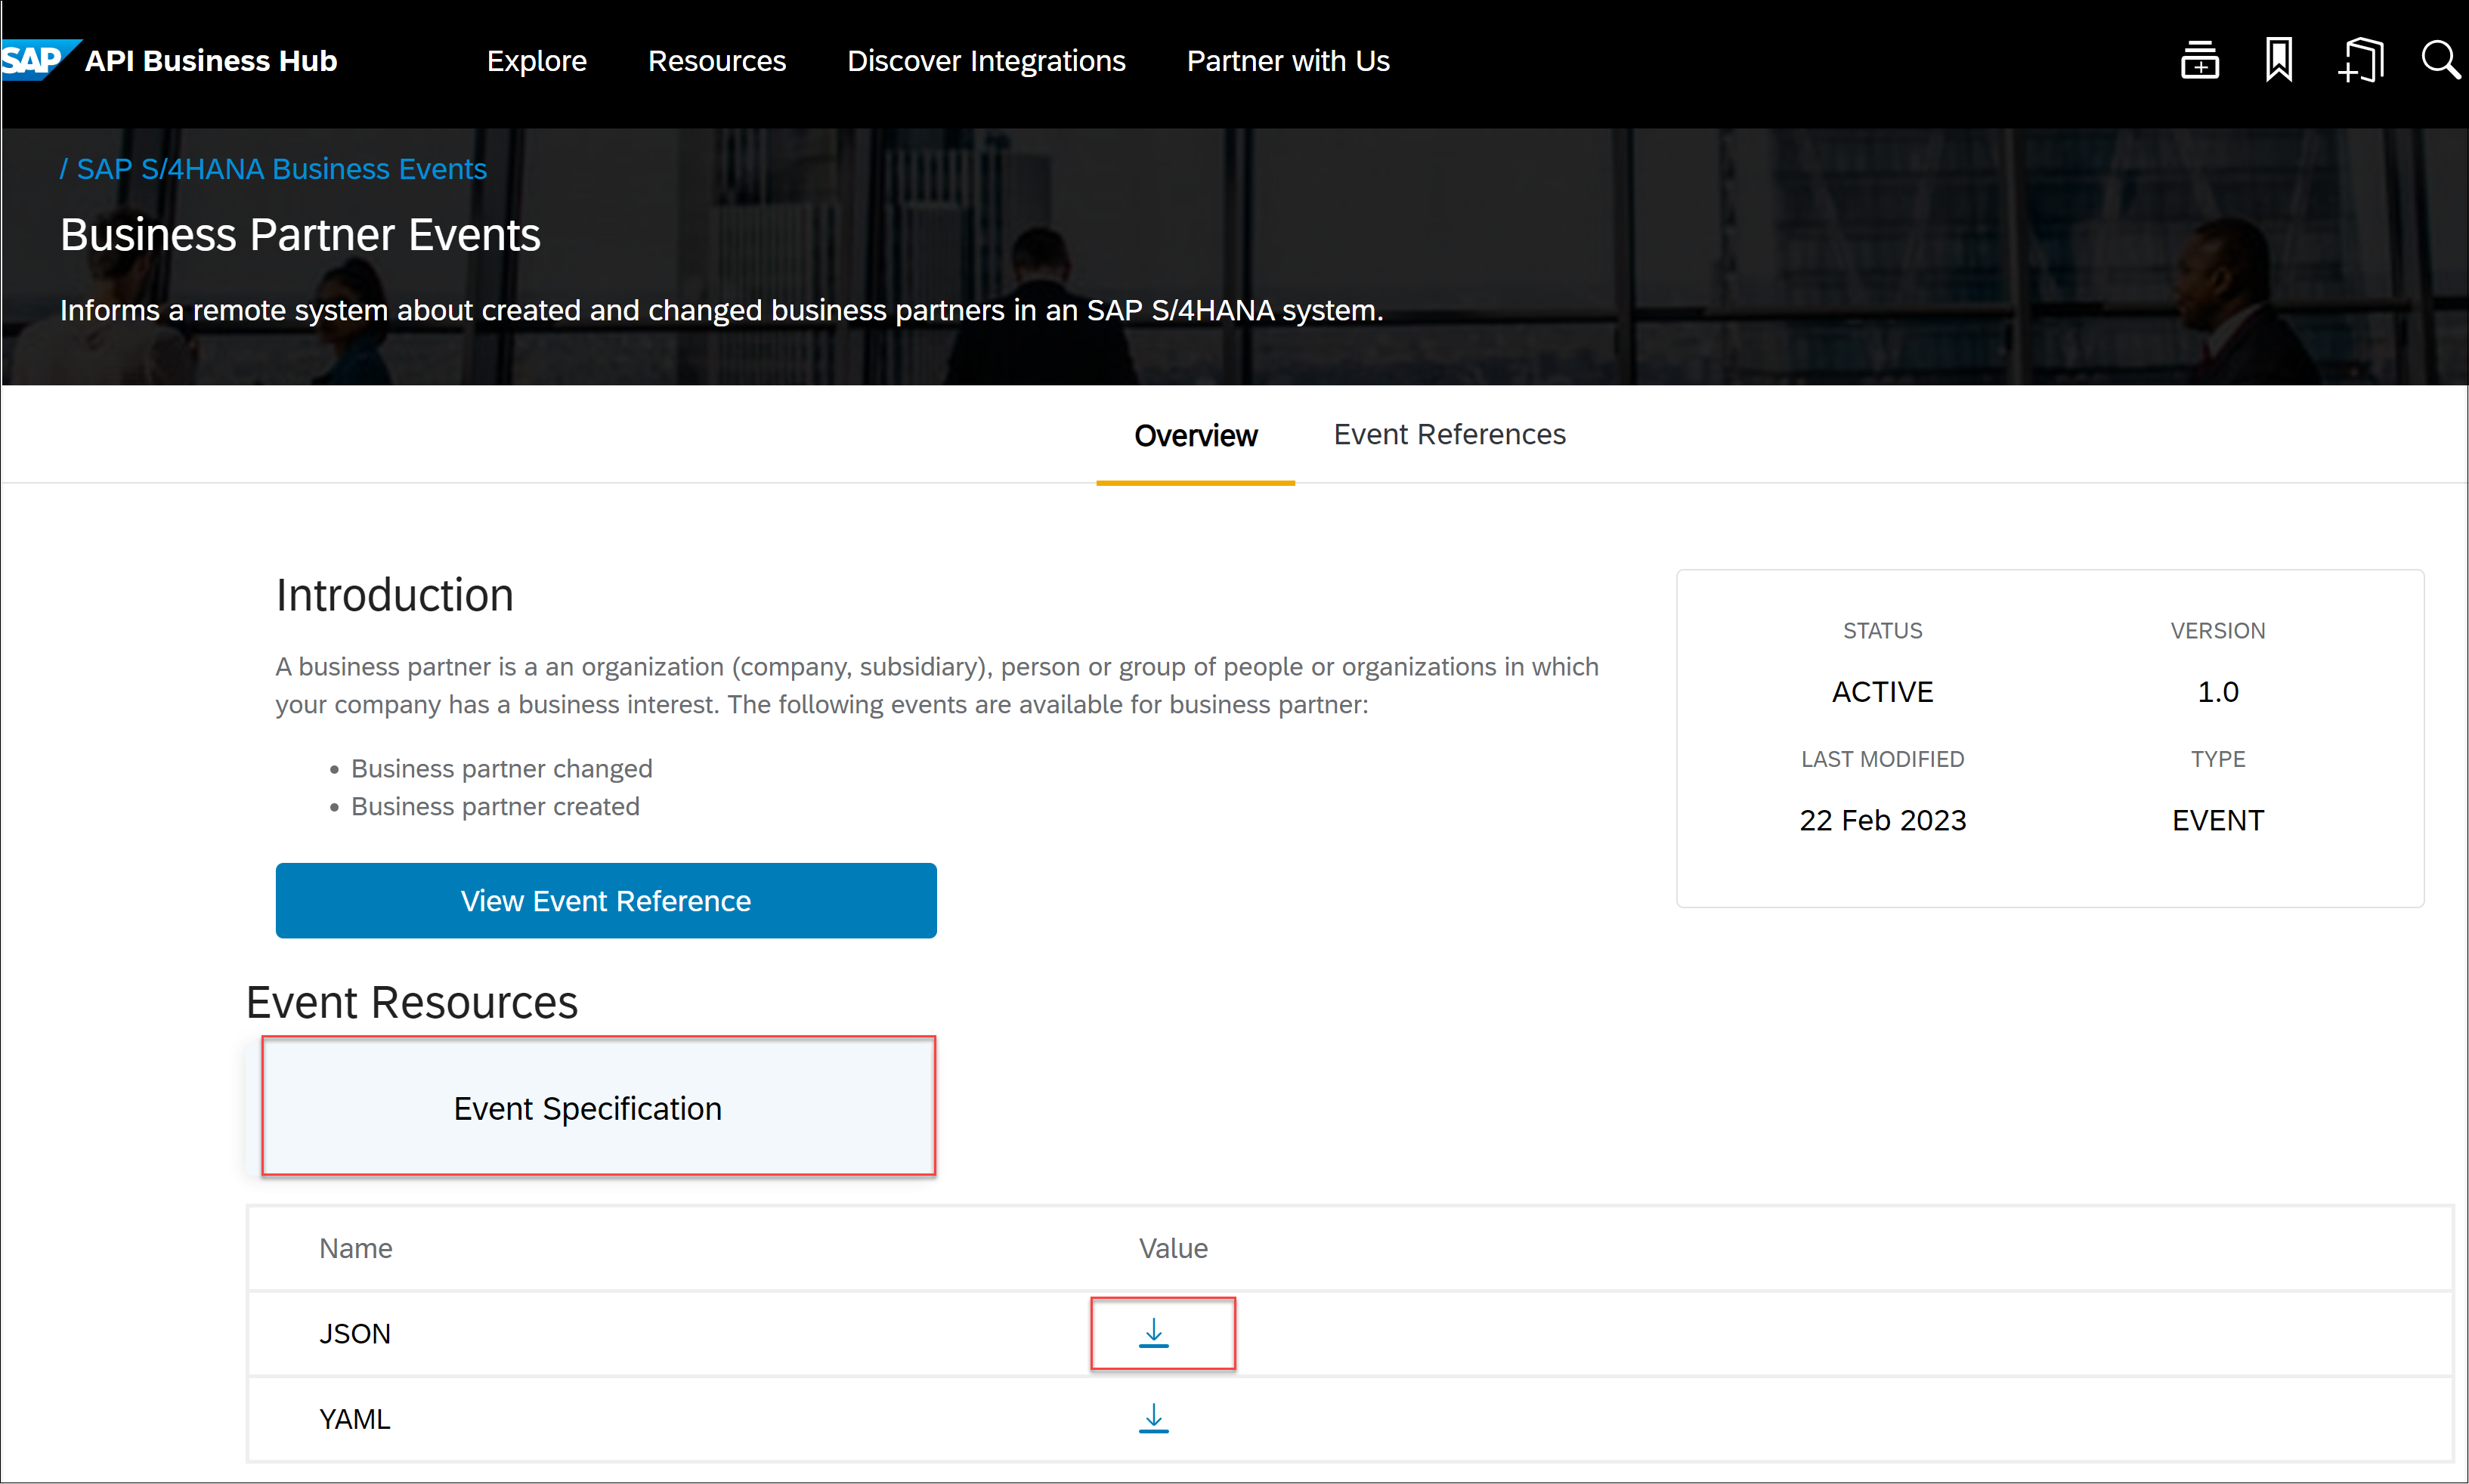 SAP API Business Hub Explore Resources Discover Integrations Partner with Us
/ SAP S/4HANA Business Events
Business Partner Events
Informs a remote system about created and changed business partners in an SAP S/4HANA system.
Overview Event References
Introduction
A business partner is a an organization (company, subsidiary), person or group of people or organizations in which
your company has a business interest. The following events are available for business partner:
• Business partner changed
• Business partner created
View Event Reference
STATUS VERSION
ACTIVE 1.0
LAST MODIFIED TYPE
22 Feb 2023 EVENT
Event Resources
Event Specification
Name Value
JSON
YAML